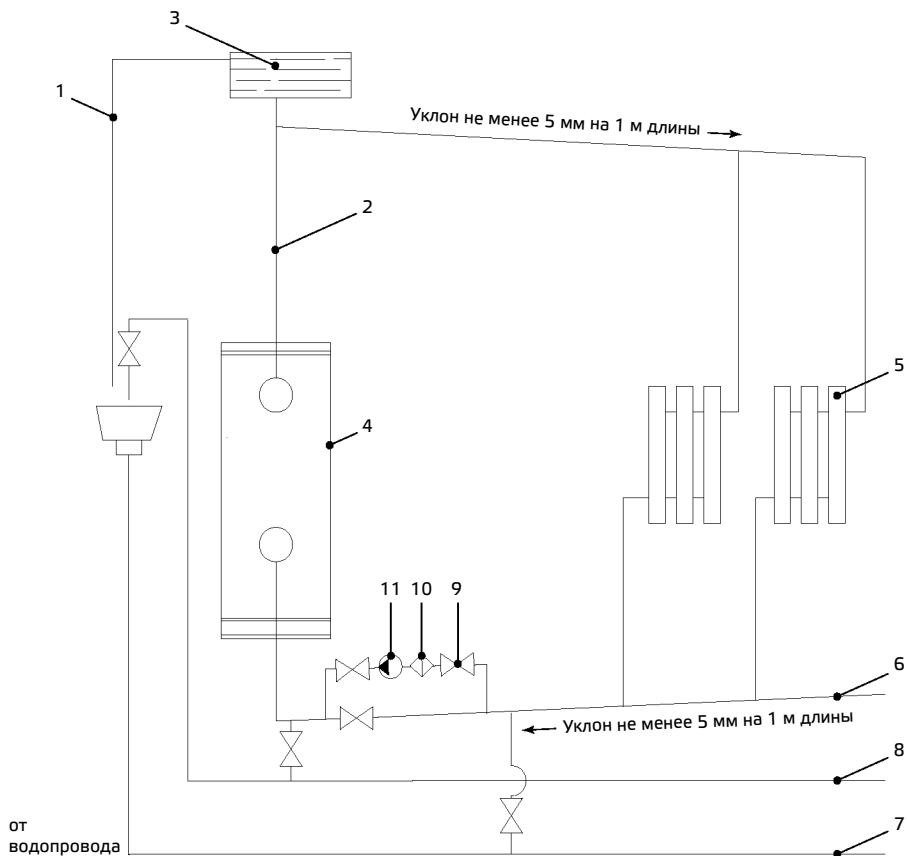 3
1
Уклон не менее 5 мм на 1 м длины
2
5
4
11 10 9
6
Уклон не менее 5 мм на 1 м длины
8
от
водопровода
7